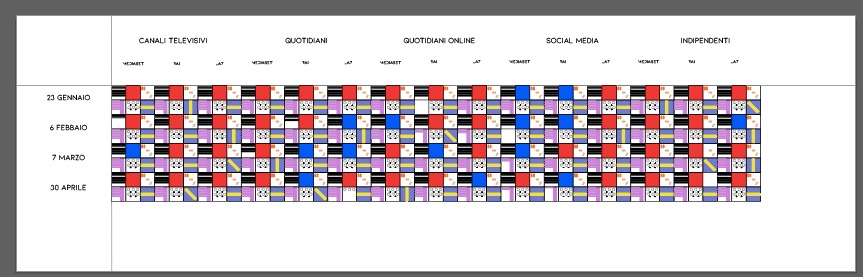 CANALI TELEVISIVI QUOTIDIANI QUOTIDIANI ONLINE SOCIAL MEDIA INDIPENDENTI
MEDIASET RAI LA7 MEDIASET RAI LA7 MEDIASET RAI LA7 MEDIASET RAI LA7 MEDIASET RAI LA7
23 GENNAIO
6 FEBBAIO
7 MARZO
30 APRILE